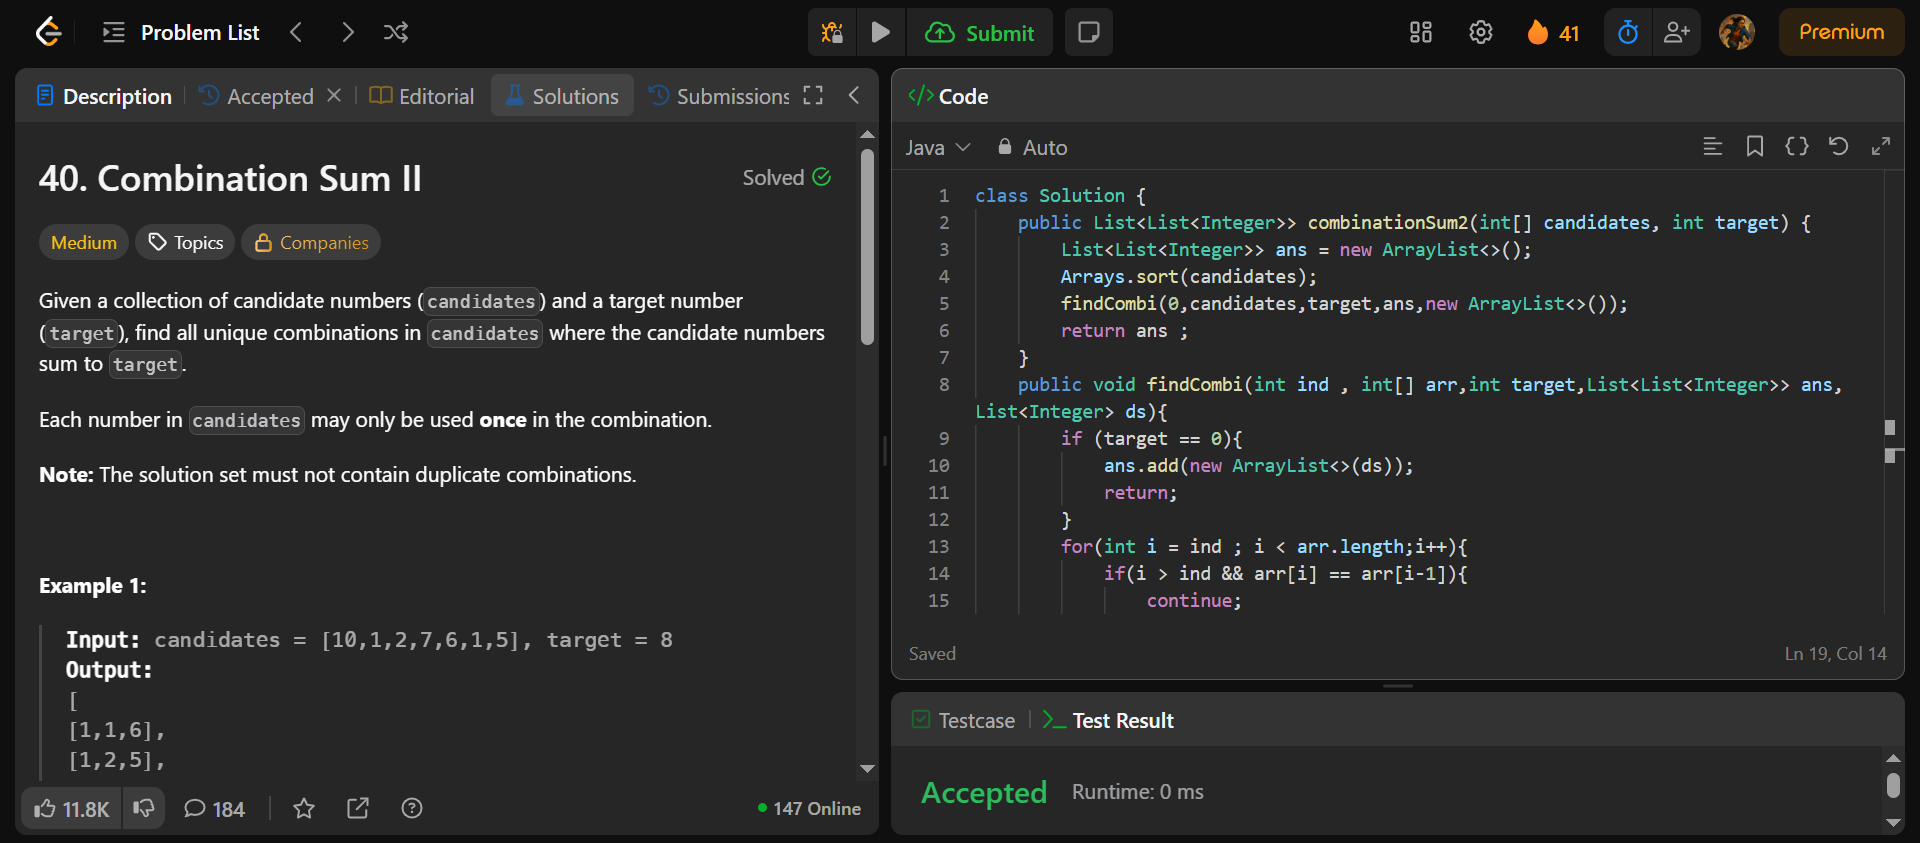 Problem List
Submit
41
Premium
Description
Accepted
Editorial
Solutions
Submissions
40. Combination Sum II
Solved
Medium
Topics
Companies
Given a collection of candidate numbers (candidates) and a target number
(target), find all unique combinations in candidates where the candidate numbers
sum to target.
Each number in candidates may only be used once in the combination.
Note: The solution set must not contain duplicate combinations.
Example 1:
Input: candidates = [10,1,2,7,6,1,5], target = 8
Output:
[
[1,1,6],
[1,2,5],
11.8K
184
147 Online
</> Code
Java
Auto
1 class Solution {
2 public List<List<Integer>> combinationSum2(int[] candidates, int target) {
3 List<List<Integer>> ans = new ArrayList<>();
4 Arrays.sort(candidates);
5 findCombi(0,candidates,target,ans,new ArrayList<>());
6 return ans ;
7 }
8 public void findCombi(int ind , int[] arr,int target,List<List<Integer>> ans,
List<Integer> ds){
9 if (target == 0){
10 ans.add(new ArrayList<>(ds));
11 return;
12 }
13 for(int i = ind ; i < arr.length;i++){
14 if(i > ind && arr[i] == arr[i-1]){
15 continue;
Saved
Ln 19, Col 14
Testcase
Test Result
Accepted
Runtime: 0 ms